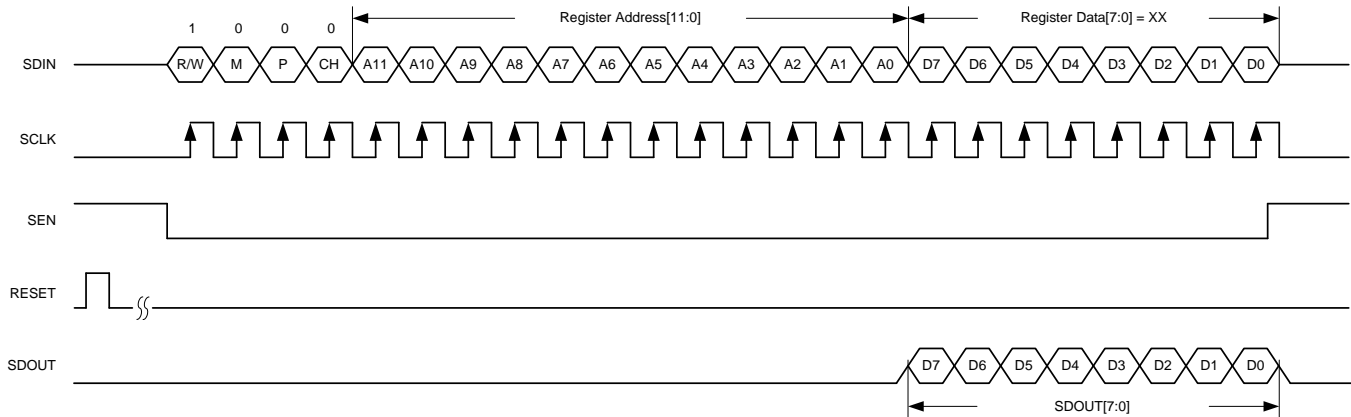 Register Address[11:0] Register Data[7:0] = XX
1 0 0 0
SDIN R/W M P CH A11 A10 A9 A8 A7 A6 A5 A4 A3 A2 A1 A0 D7 D6 D5 D4 D3 D2 D1 D0
SCLK
SEN
RESET
SDOUT D7 D6 D5 D4 D3 D2 D1 D0
SDOUT[7:0]